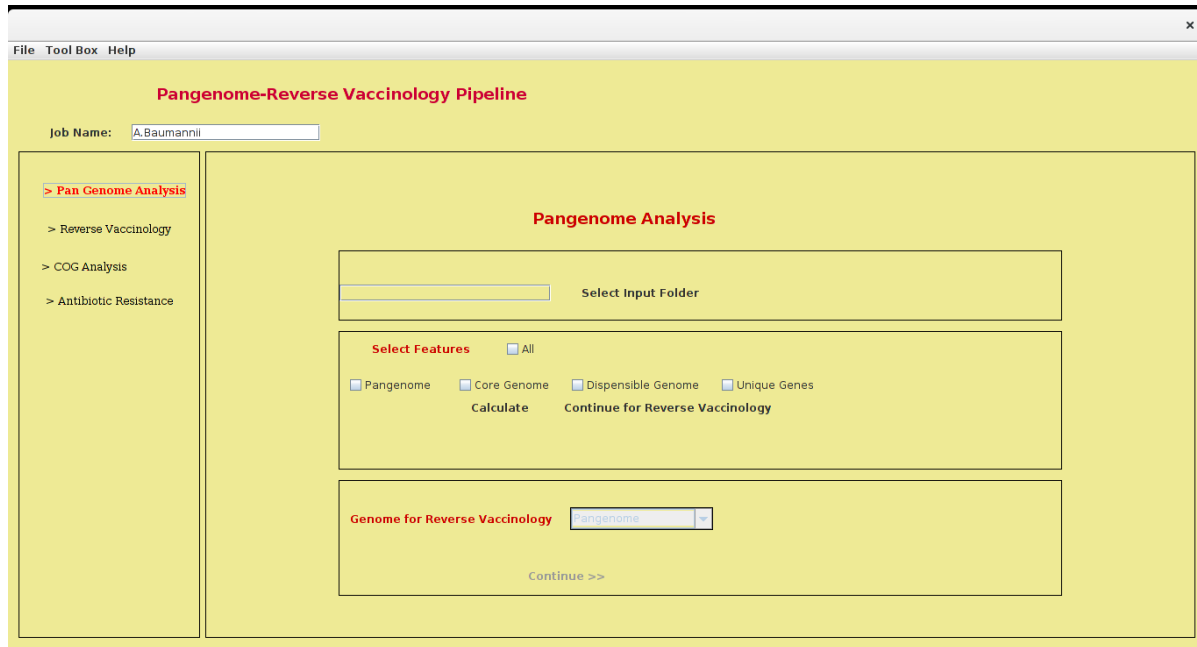 ×
File Tool Box Help
Pangenome-Reverse Vaccinology Pipeline
Job Name: A.Baumannii
> Pan Genome Analysis
> Reverse Vaccinology
> COG Analysis
> Antibiotic Resistance
Pangenome Analysis
Select Input Folder
Select Features All
Pangenome Core Genome Dispensible Genome Unique Genes
Calculate Continue for Reverse Vaccinology
Genome for Reverse Vaccinology Pangenome
Continue >>